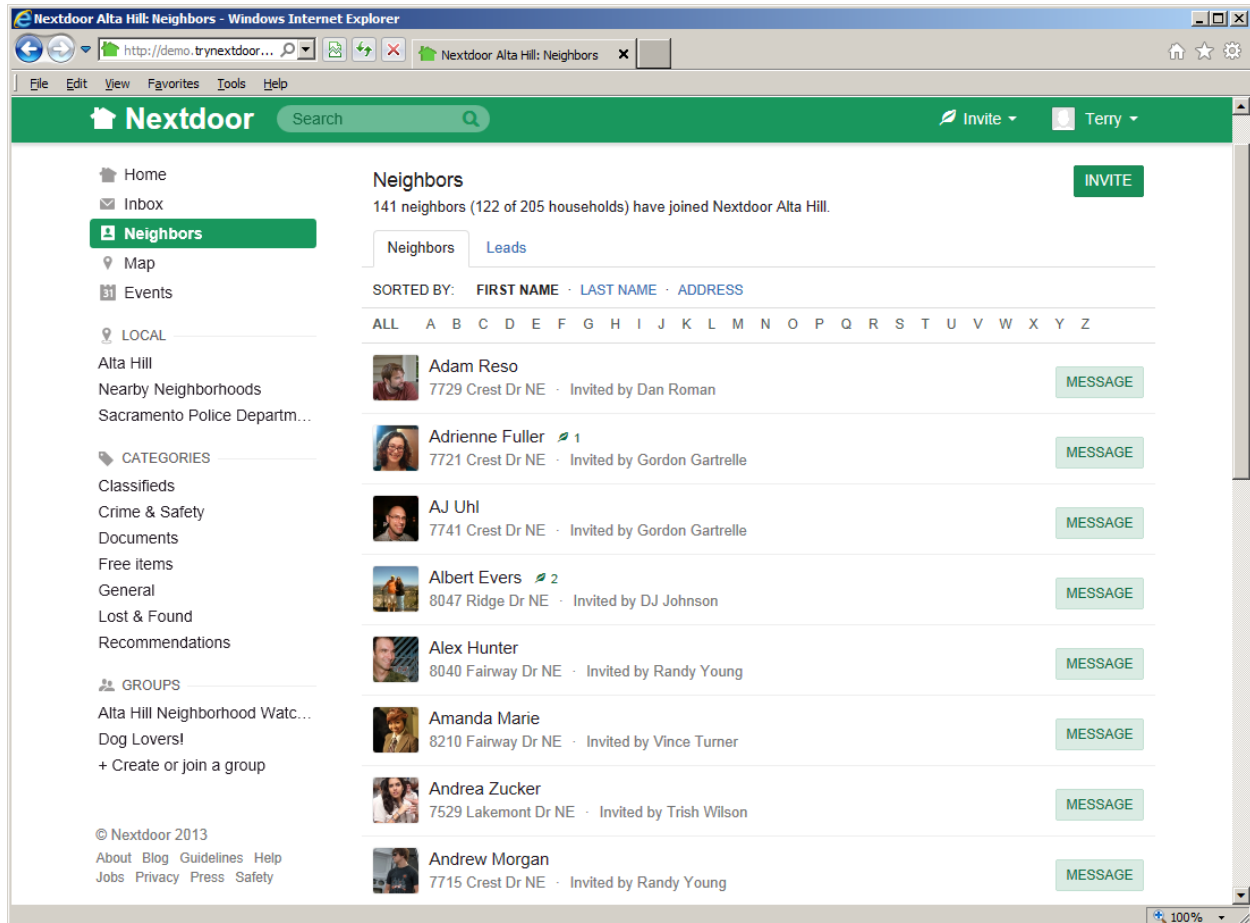 Nextdoor Alta Hill: Neighbors - Windows Internet Explorer
http://demo.trynextdoor...
Nextdoor Alta Hill: Neighbors
File Edit View Favorites Tools Help
Nextdoor
Search
Invite
Terry
Home
Inbox
Neighbors
Map
31 Events
LOCAL
Alta Hill
Nearby Neighborhoods
Sacramento Police Departm...
CATEGORIES
Classifieds
Crime & Safety
Documents
Free items
General
Lost & Found
Recommendations
GROUPS
Alta Hill Neighborhood Watc...
Dog Lovers!
+ Create or join a group
© Nextdoor 2013
About Blog Guidelines Help
Jobs Privacy Press Safety
Neighbors
INVITE
141 neighbors (122 of 205 households) have joined Nextdoor Alta Hill.
Neighbors Leads
SORTED BY: FIRST NAME · LAST NAME · ADDRESS
ALL A B C D E F G H I J K L M N O P Q R S T U V W X Y Z
Adam Reso
7729 Crest Dr NE · Invited by Dan Roman
MESSAGE
Adrienne Fuller 1
7721 Crest Dr NE · Invited by Gordon Gartrelle
MESSAGE
AJ Uhl
7741 Crest Dr NE · Invited by Gordon Gartrelle
MESSAGE
Albert Evers 2
8047 Ridge Dr NE · Invited by DJ Johnson
MESSAGE
Alex Hunter
8040 Fairway Dr NE · Invited by Randy Young
MESSAGE
Amanda Marie
8210 Fairway Dr NE · Invited by Vince Turner
MESSAGE
Andrea Zucker
7529 Lakemont Dr NE · Invited by Trish Wilson
MESSAGE
Andrew Morgan
7715 Crest Dr NE · Invited by Randy Young
MESSAGE
100%